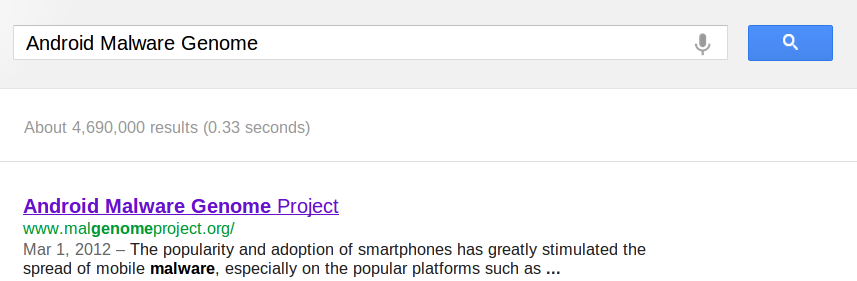 Android Malware Genome
About 4,690,000 results (0.33 seconds)
Android Malware Genome Project
www.malgenomeproject.org/
Mar 1, 2012 – The popularity and adoption of smartphones has greatly stimulated the
spread of mobile malware, especially on the popular platforms such as ...